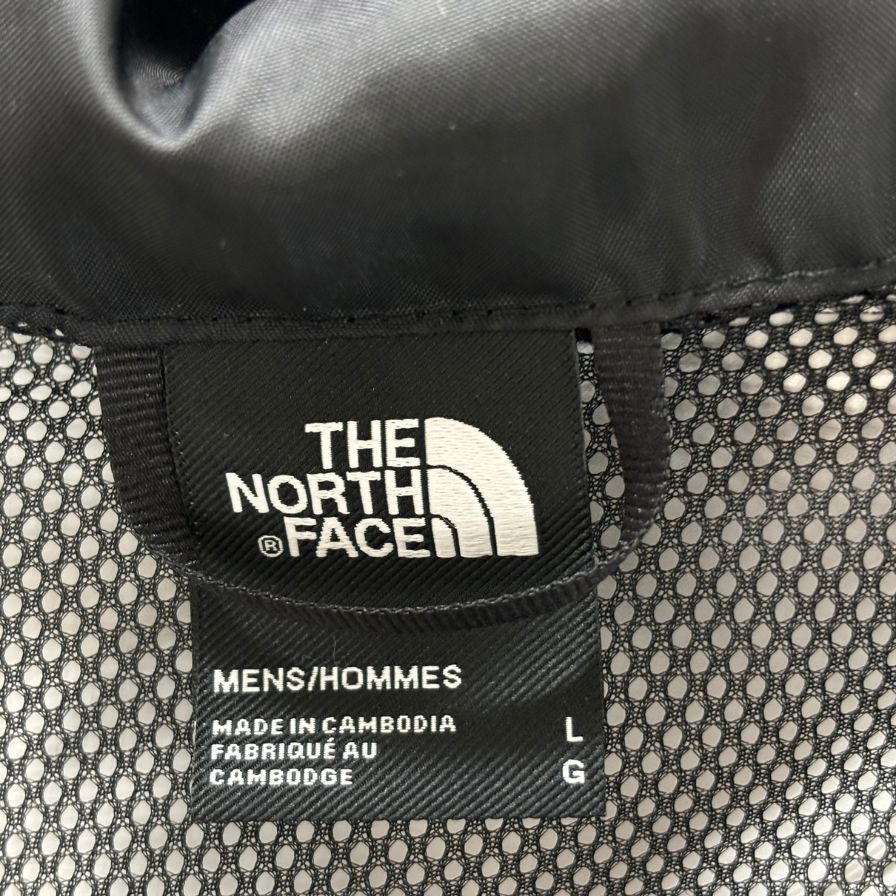 THE
NORTH
®FACE
MENS/HOMMES
MADE IN CAMBODIA L
FABRIQUÉ AU
CAMBODGE G